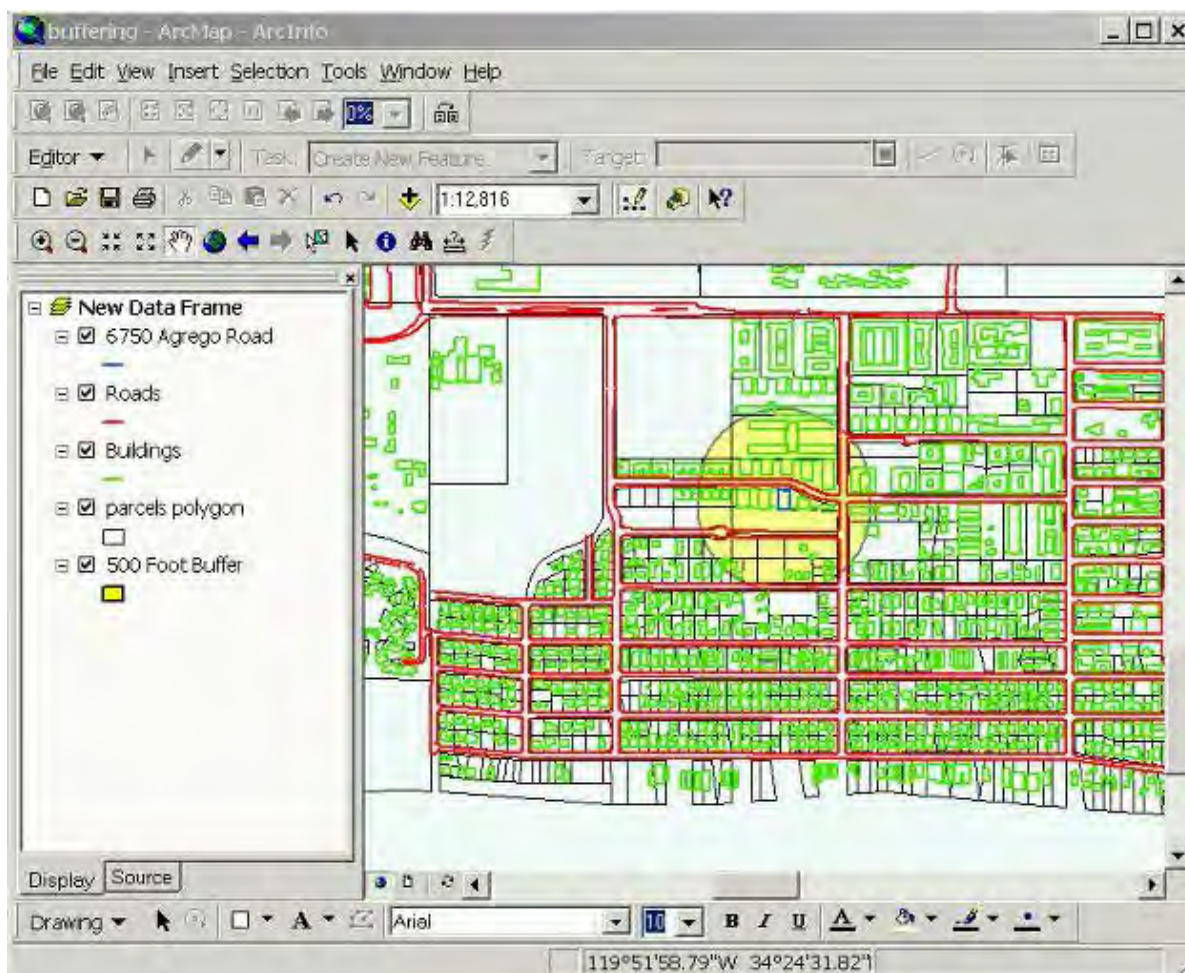 buffering - ArcMap - ArcInfo
File Edit View Insert Selection Tools Window Help
0%
Editor Task: Create New Feature Target:
1:12,816
New Data Frame
6750 Agrego Road
Roads
Buildings
parcels polygon
500 Foot Buffer
Display Source
Drawing A Arial 10 B I U A
119°51'58.79"W 34°24'31.82"